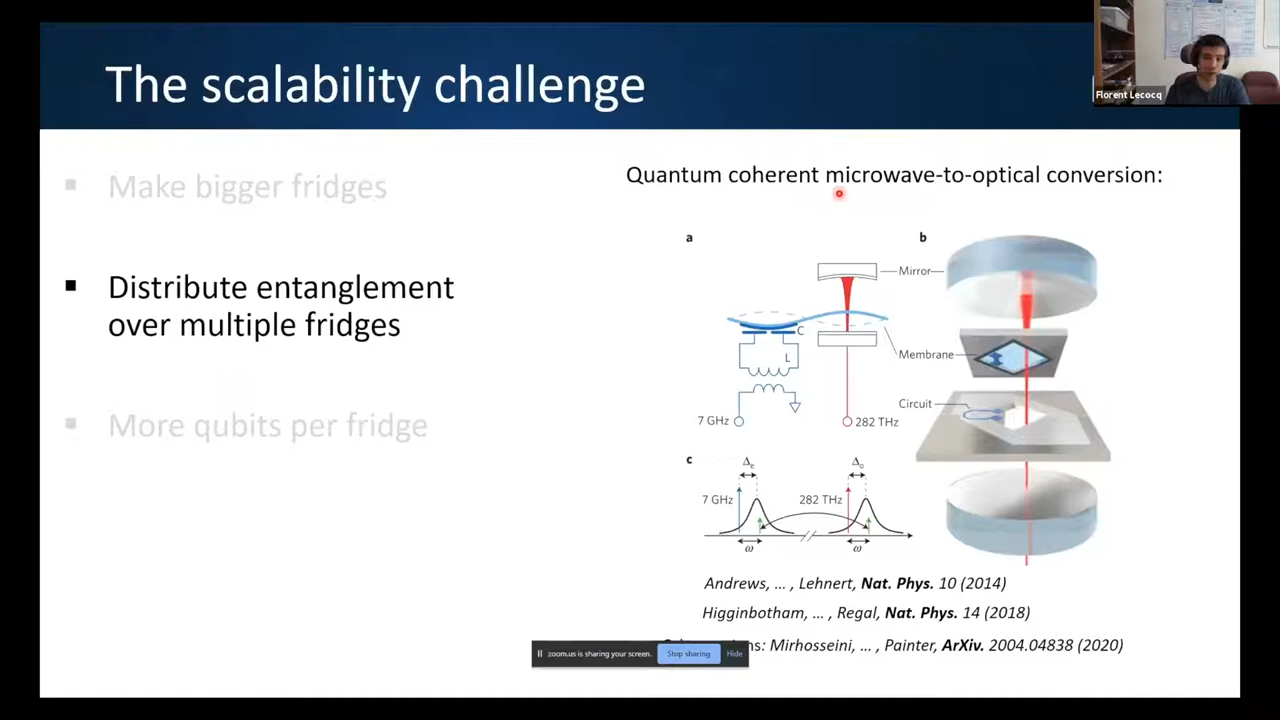 The scalability challenge
Florent Lecocq
Make bigger fridges
Distribute entanglement
over multiple fridges
More qubits per fridge
Quantum coherent microwave-to-optical conversion:
a
b
Mirror
C
L
Membrane
Circuit
7 GHz
282 THz
c
Δe
Δo
7 GHz
282 THz
ω
ω
Andrews, ... , Lehnert, Nat. Phys. 10 (2014)
Higginbotham, ... , Regal, Nat. Phys. 14 (2018)
: Mirhosseini, ... , Painter, ArXiv. 2004.04838 (2020)
zoom.us is sharing your screen.
Stop sharing
Hide